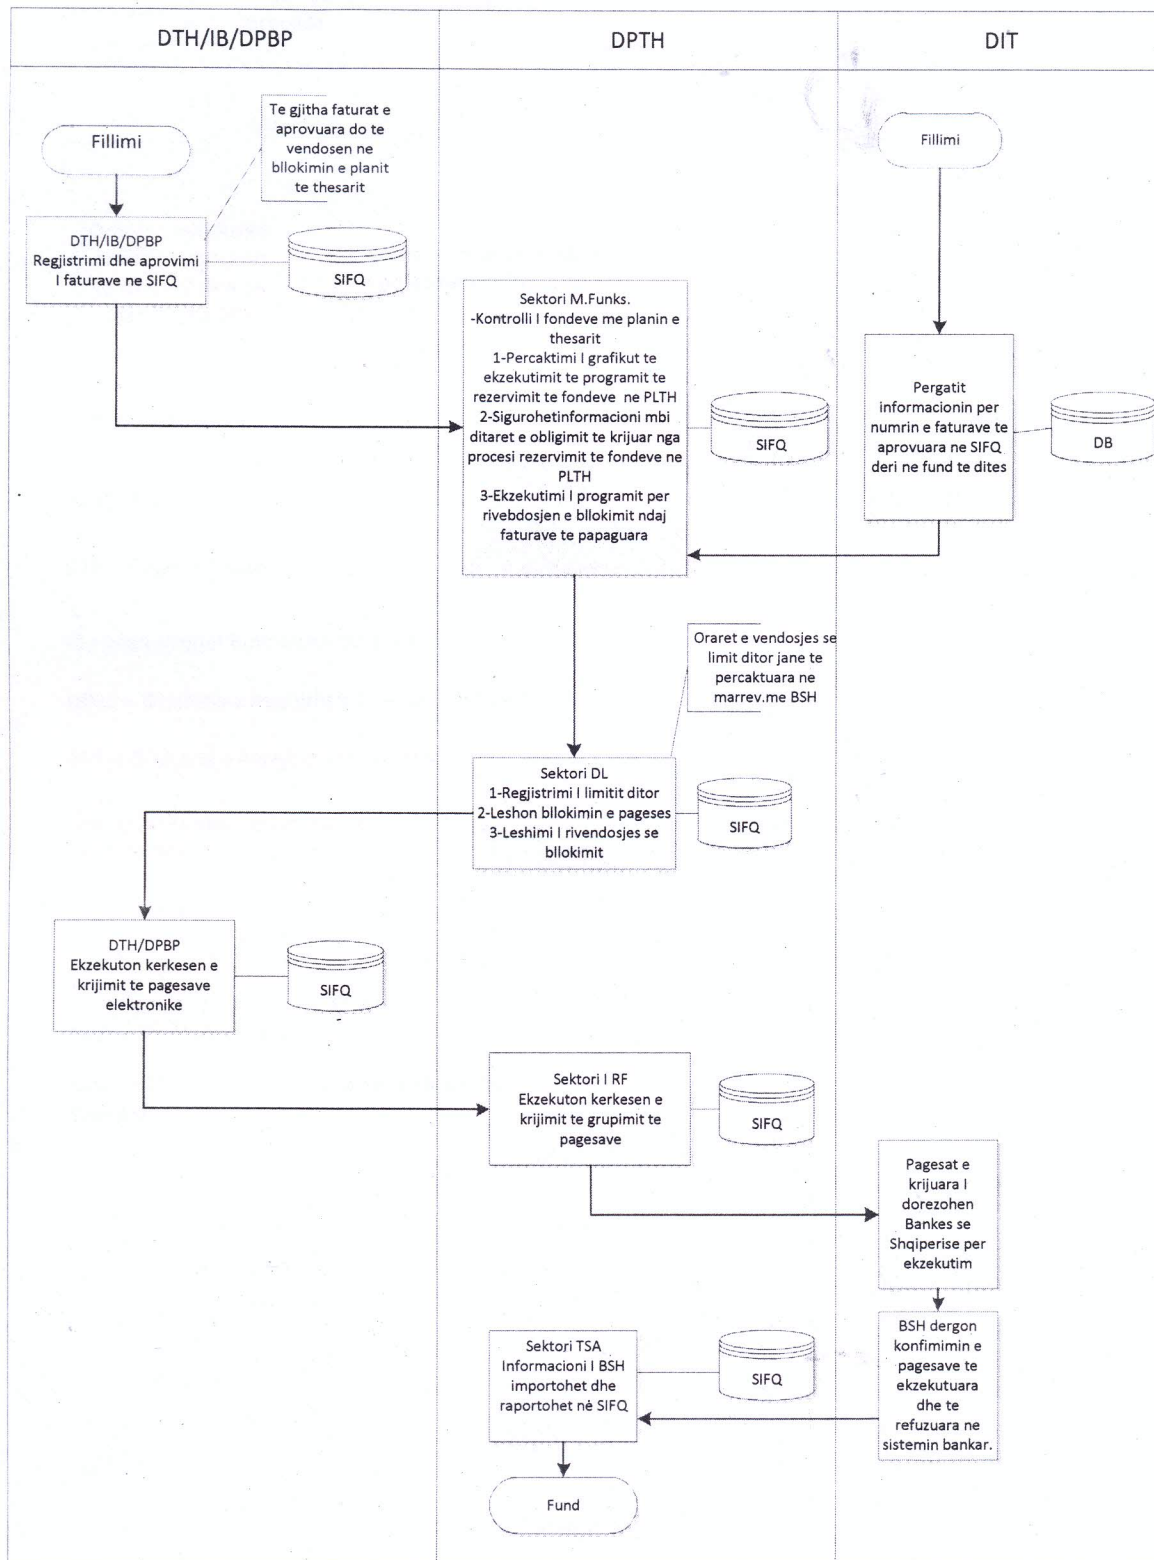 DTH/IB/DPBP
DPTH
DIT
Fillimi
Te gjitha faturat e
aprovuara do te
vendosen ne
bllokimin e planit
te thesarit
Fillimi
DTH/IB/DPBP
Regjistrimi dhe aprovimi
I faturave ne SIFQ
SIFQ
Sektori M.Funks.
-Kontrolli I fondeve me planin e
thesarit
1-Percaktimi I grafikut te
ekzekutimit te programit te
rezervimit te fondeve ne PLTH
2-Sigurohetinformacioni mbi
ditaret e obligimit te krijuar nga
procesi rezervimit te fondeve ne
PLTH
3-Ekzekutimi I programit per
rivebdosjen e bllokimit ndaj
faturave te papaguara
SIFQ
Pergatit
informacionin per
numrin e faturave te
aprovuara ne SIFQ
deri ne fund te dites
DB
Oraret e vendosjes se
limit ditor jane te
percaktuara ne
marrev.me BSH
Sektori DL
1-Regjistrimi I limitit ditor
2-Leshon bllokimin e pageses
3-Leshimi I rivendosjes se
bllokimit
SIFQ
DTH/DPBP
Ekzekuton kerkesen e
krijimit te pagesave
elektronike
SIFQ
Sektori I RF
Ekzekuton kerkesen e
krijimit te grupimit te
pagesave
SIFQ
Pagesat e
krijuara I
dorezohen
Bankes se
Shqiperise per
ekzekutim
BSH dergon
konfimimin e
pagesave te
ekzekutuara
dhe te
refuzuara ne
sistemin bankar.
Sektori TSA
Informacioni I BSH
importohet dhe
raportohet në SIFQ
SIFQ
Fund